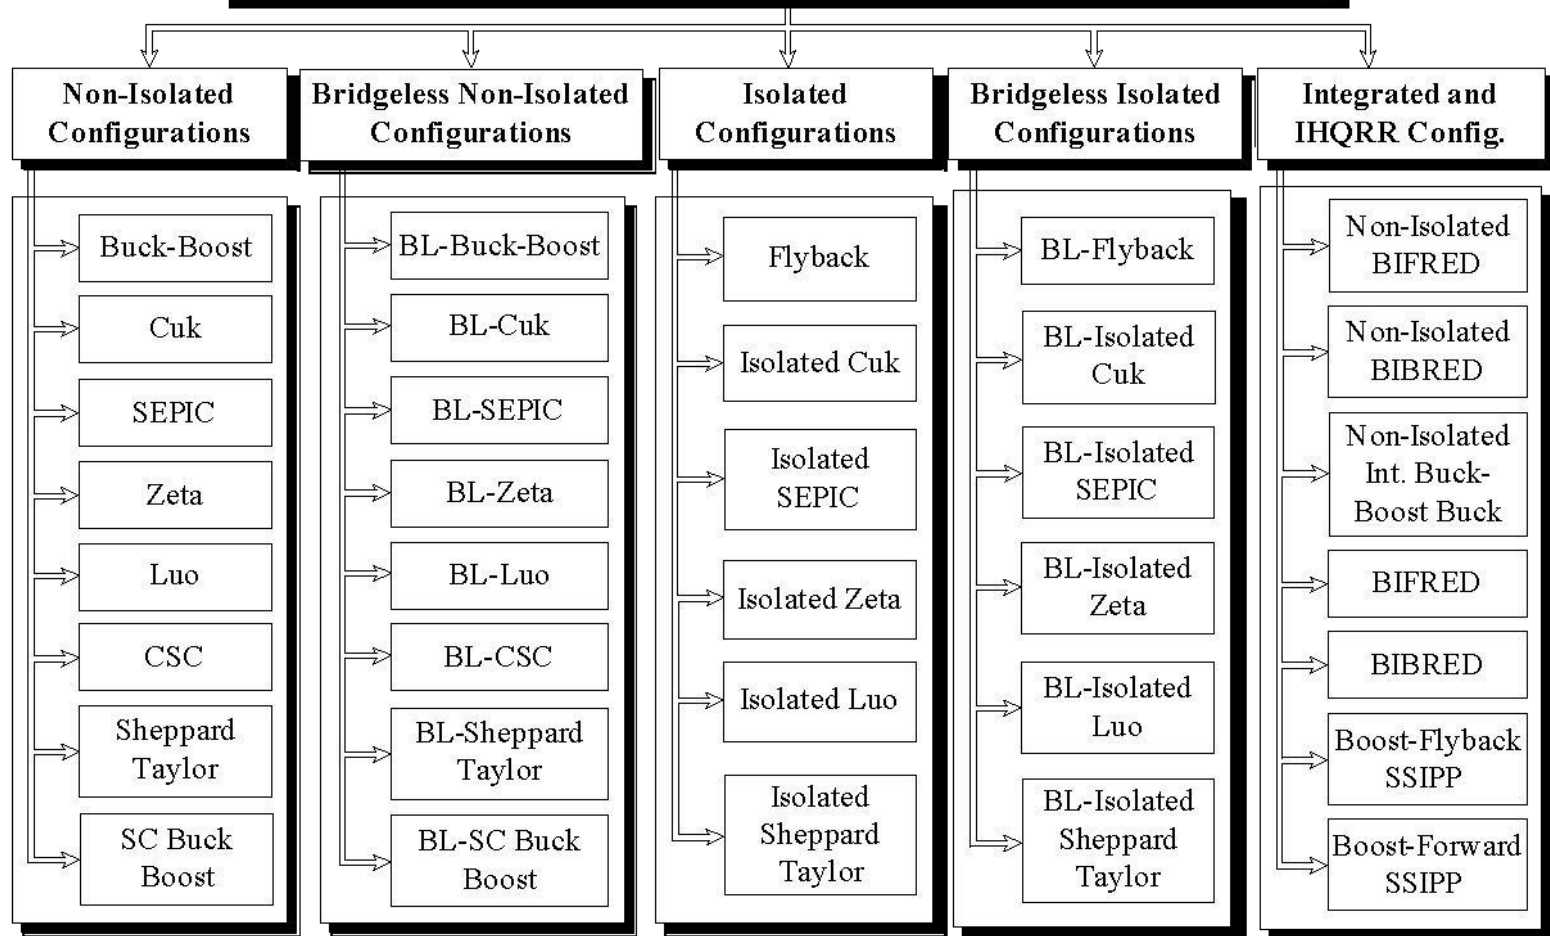 Non-Isolated
Configurations
Bridgeless Non-Isolated
Configurations
Isolated
Configurations
Bridgeless Isolated
Configurations
Integrated and
IHQRR Config.
Buck-Boost
Cuk
SEPIC
Zeta
Luo
CSC
Sheppard
Taylor
SC Buck
Boost
BL-Buck-Boost
BL-Cuk
BL-SEPIC
BL-Zeta
BL-Luo
BL-CSC
BL-Sheppard
Taylor
BL-SC Buck
Boost
Flyback
Isolated Cuk
Isolated
SEPIC
Isolated Zeta
Isolated Luo
Isolated
Sheppard
Taylor
BL-Flyback
BL-Isolated
Cuk
BL-Isolated
SEPIC
BL-Isolated
Zeta
BL-Isolated
Luo
BL-Isolated
Sheppard
Taylor
Non-Isolated
BIFRED
Non-Isolated
BIBRED
Non-Isolated
Int. Buck-
Boost Buck
BIFRED
BIBRED
Boost-Flyback
SSIPP
Boost-Forward
SSIPP